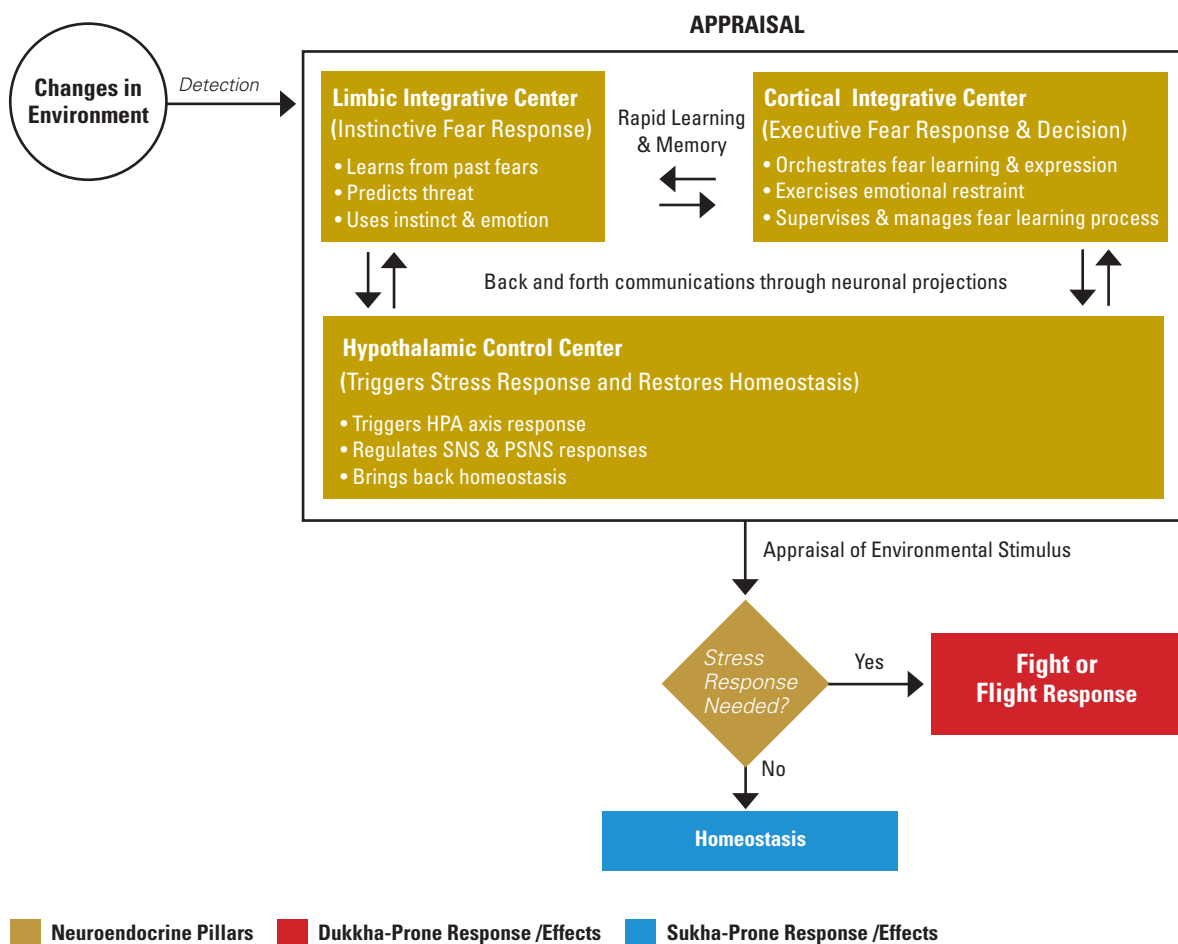 APPRAISAL
Changes in
Environment
Detection
Limbic Integrative Center
(Instinctive Fear Response)
• Learns from past fears
• Predicts threat
• Uses instinct & emotion
Rapid Learning
& Memory
Cortical Integrative Center
(Executive Fear Response & Decision)
• Orchestrates fear learning & expression
• Exercises emotional restraint
• Supervises & manages fear learning process
Back and forth communications through neuronal projections
Hypothalamic Control Center
(Triggers Stress Response and Restores Homeostasis)
• Triggers HPA axis response
• Regulates SNS & PSNS responses
• Brings back homeostasis
Appraisal of Environmental Stimulus
Stress
Response
Needed?
Yes
Fight or
Flight Response
No
Homeostasis
Neuroendocrine Pillars
Dukkha-Prone Response /Effects
Sukha-Prone Response /Effects